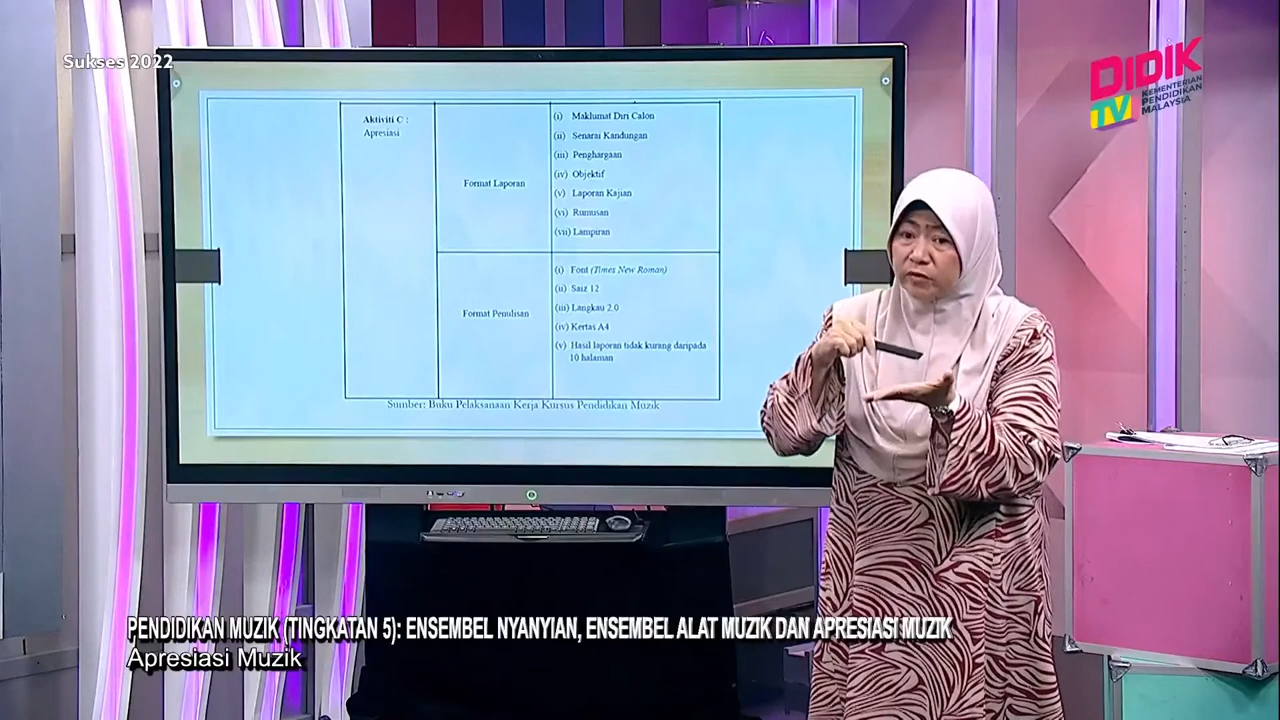 Sukses 2022
DIDIK
TV
KEMENTERIAN
PENDIDIKAN
MALAYSIA
Aktiviti C :
Apresiasi
Format Laporan
(i) Maklumat Diri Calon
(ii) Senarai Kandungan
(iii) Penghargaan
(iv) Objektif
(v) Laporan Kajian
(vi) Rumusan
(vii) Lampiran
Format Penulisan
(i) Font (Times New Roman)
(ii) Saiz 12
(iii) Langkau 2.0
(iv) Kertas A4
(v) Hasil laporan tidak kurang daripada
10 halaman
Sumber: Buku Pelaksanaan Kerja Kursus Pendidikan Muzik
PENDIDIKAN MUZIK (TINGKATAN 5): ENSEMBEL NYANYIAN, ENSEMBEL ALAT MUZIK DAN APRESIASI MUZIK
Apresiasi Muzik